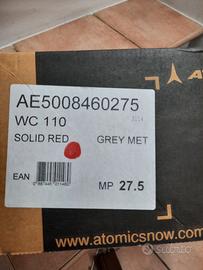 AE5008460275
WC 110
SOLID RED GREY MET
EAN
MP 27.5
www.atomicsnow.com